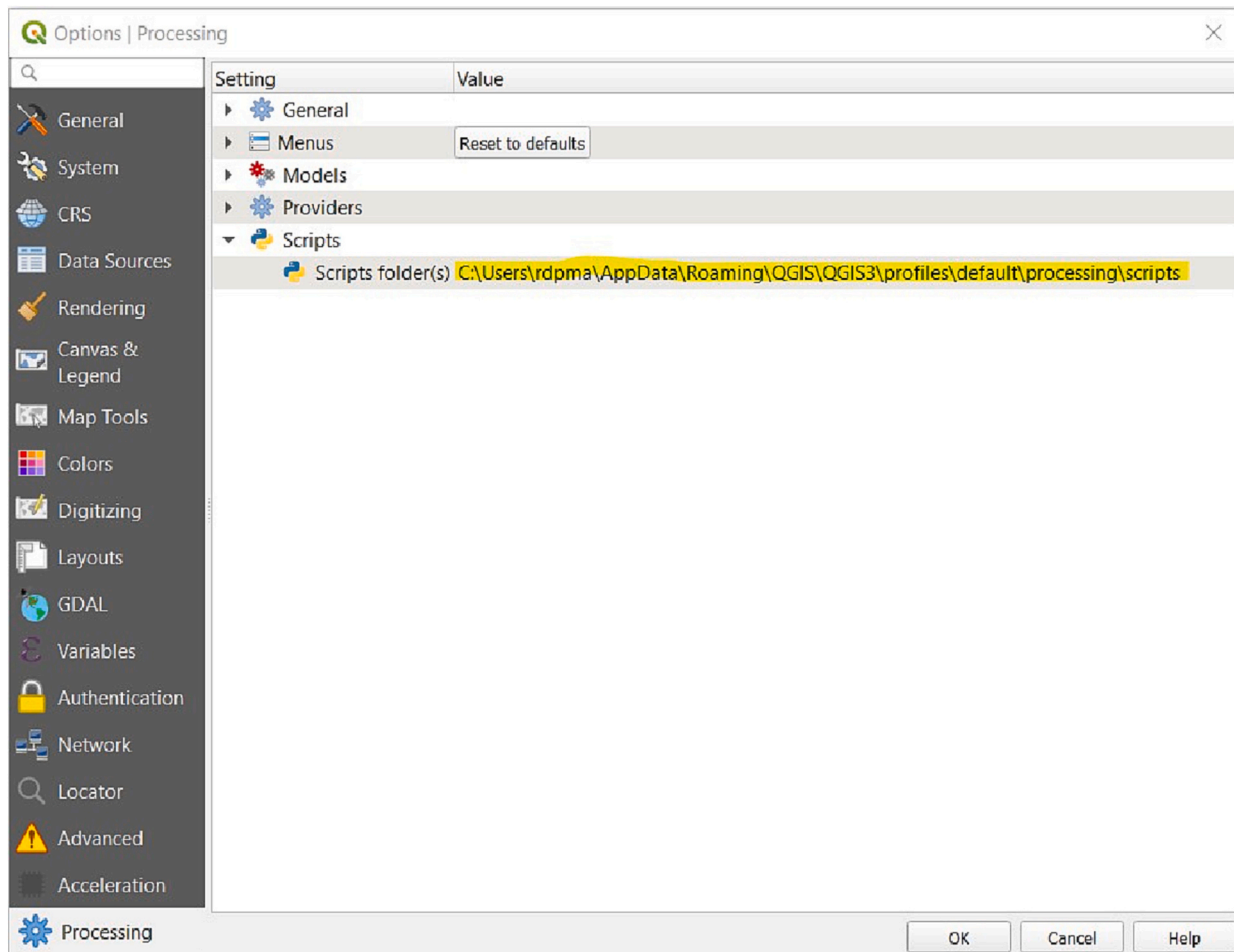 Options | Processing
Setting Value
General
Menus Reset to defaults
Models
Providers
Scripts
Scripts folder(s) C:\Users\rdpma\AppData\Roaming\QGIS\QGIS3\profiles\default\processing\scripts
General
System
CRS
Data Sources
Rendering
Canvas &
Legend
Map Tools
Colors
Digitizing
Layouts
GDAL
Variables
Authentication
Network
Locator
Advanced
Acceleration
Processing
OK Cancel Help